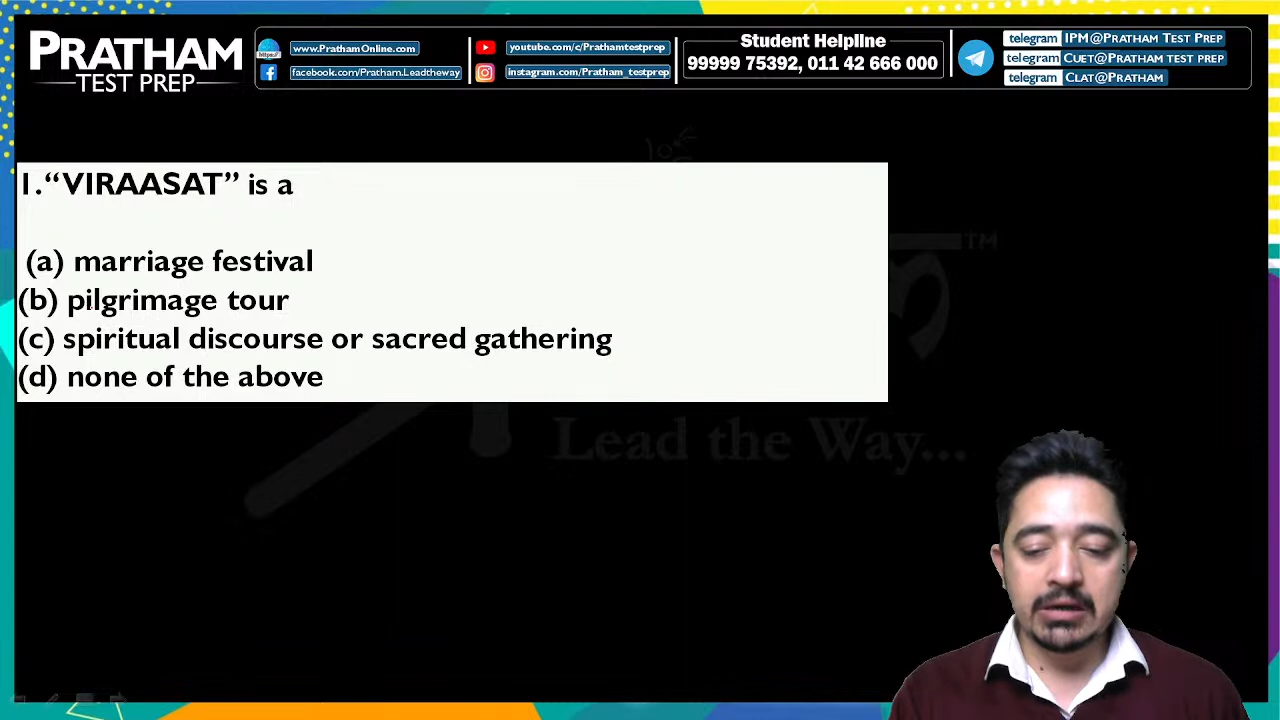 PRATHAM
TEST PREP
https://
www.PrathamOnline.com
facebook.com/Pratham.Leadtheway
youtube.com/c/Prathamtestprep
instagram.com/Pratham_testprep
Student Helpline
99999 75392, 011 42 666 000
telegram IPM@PRATHAM TEST PREP
telegram CUET@PRATHAM TEST PREP
telegram CLAT@PRATHAM
1.“VIRAASAT” is a
(a) marriage festival
(b) pilgrimage tour
(c) spiritual discourse or sacred gathering
(d) none of the above
TM
Lead the Way...